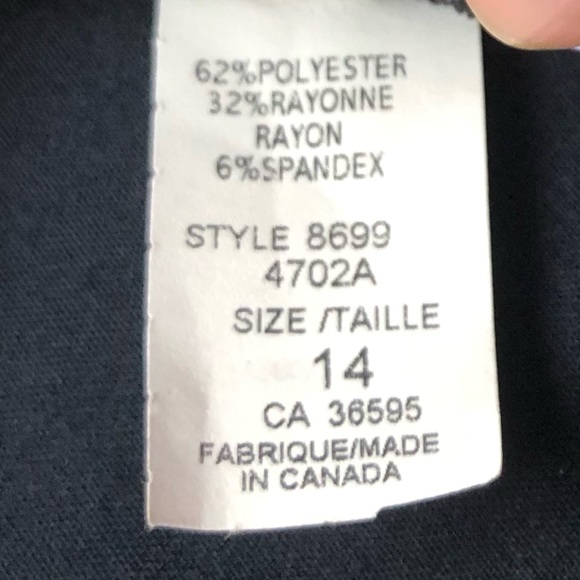 62%POLYESTER
32%RAYONNE
RAYON
6%SPANDEX
STYLE 8699
4702A
SIZE /TAILLE
14
CA 36595
FABRIQUE/MADE
IN CANADA